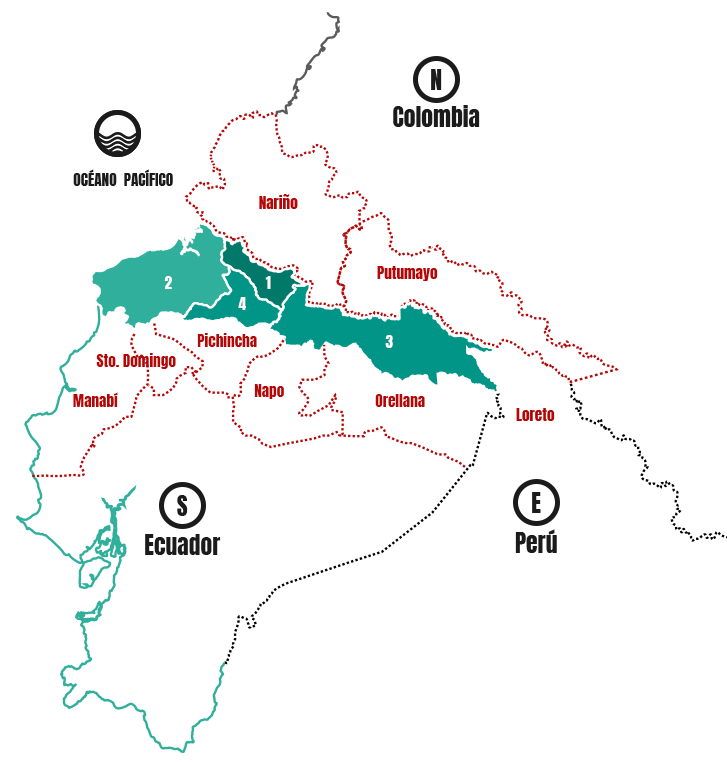 N
Colombia
OCÉANO PACÍFICO
Nariño
Putumayo
1
2
4
3
Pichincha
Sto. Domingo
Napo
Manabí
Orellana
Loreto
S
Ecuador
E
Perú